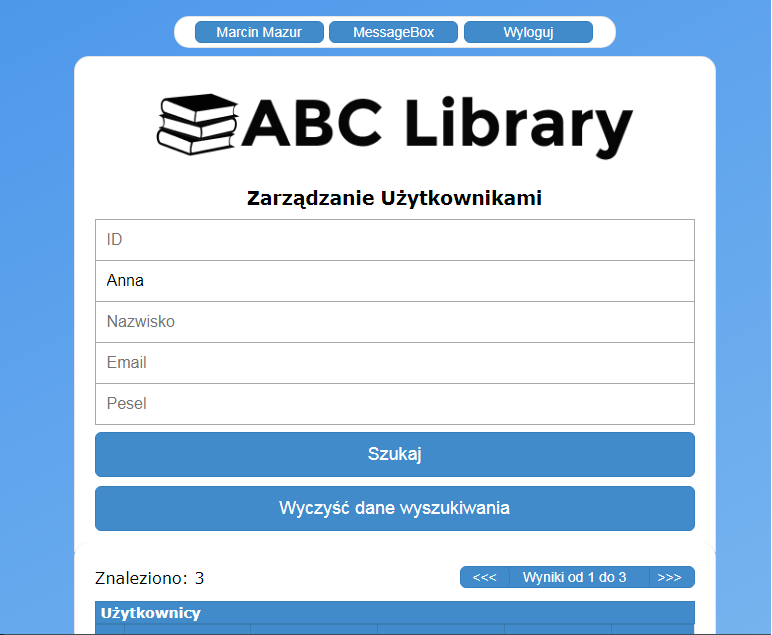 Marcin Mazur MessageBox Wyloguj
ABC Library
Zarządzanie Użytkownikami
ID
Anna
Nazwisko
Email
Pesel
Szukaj
Wyczyść dane wyszukiwania
Znaleziono: 3 <<< Wyniki od 1 do 3 >>>
Użytkownicy